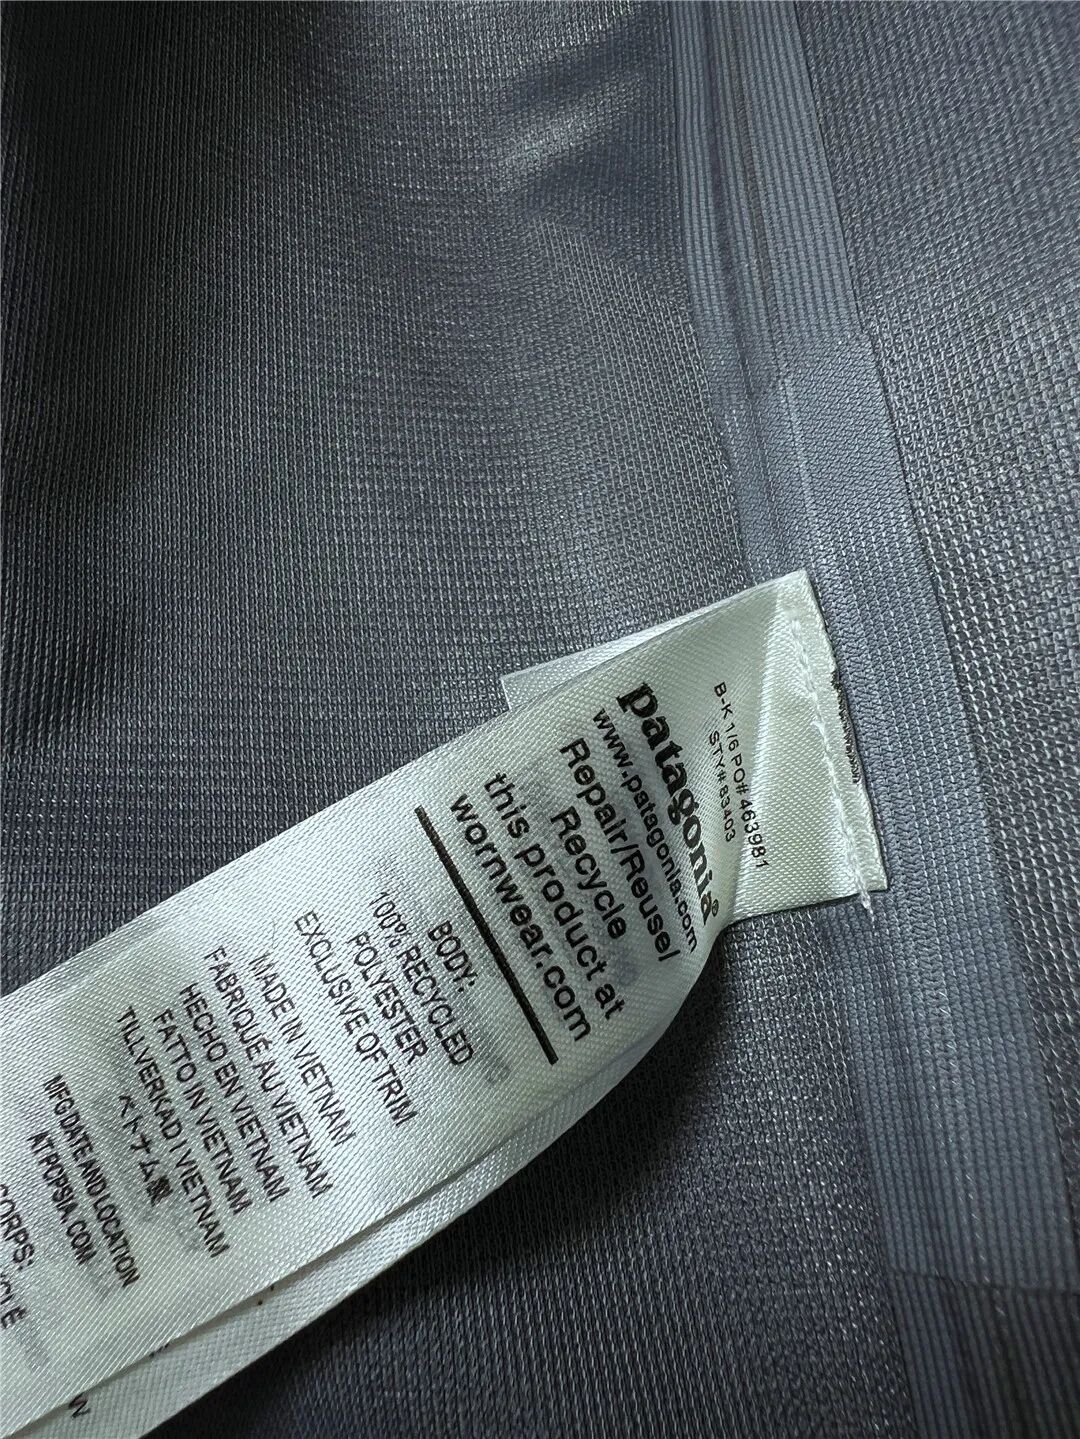 B-K 1/6 PO# 463981
STY# 83403
patagonia®
www.patagonia.com
Repair/Reuse/
Recycle
this product at
wornwear.com
BODY:
100% RECYCLED
POLYESTER
EXCLUSIVE OF TRIM
MADE IN VIETNAM
FABRIQUÉ AU VIETNAM
HECHO EN VIETNAM
FATTO IN VIETNAM
TILLVERKAD I VIETNAM
ベトナム製
MFG DATE AND LOCATION
AT RQPSIA.COM
CORPS: